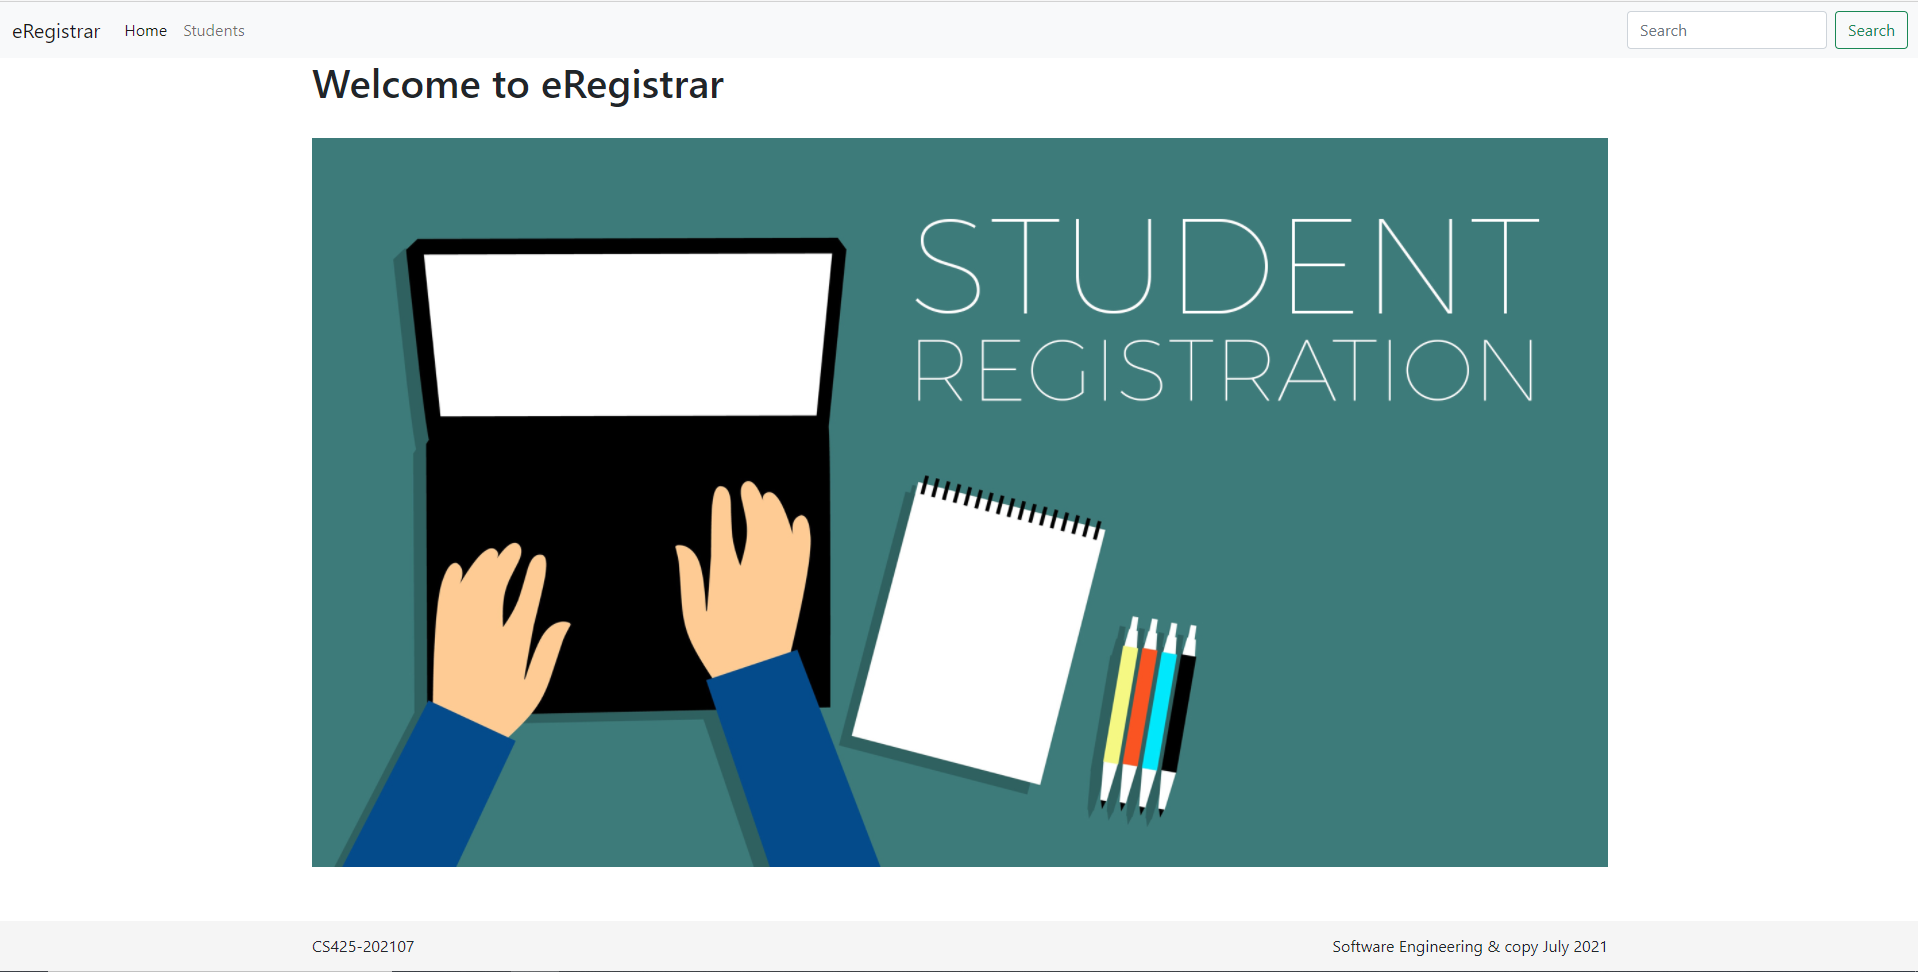 eRegistrar Home Students Search Search
Welcome to eRegistrar
STUDENT
REGISTRATION
CS425-202107 Software Engineering & copy July 2021